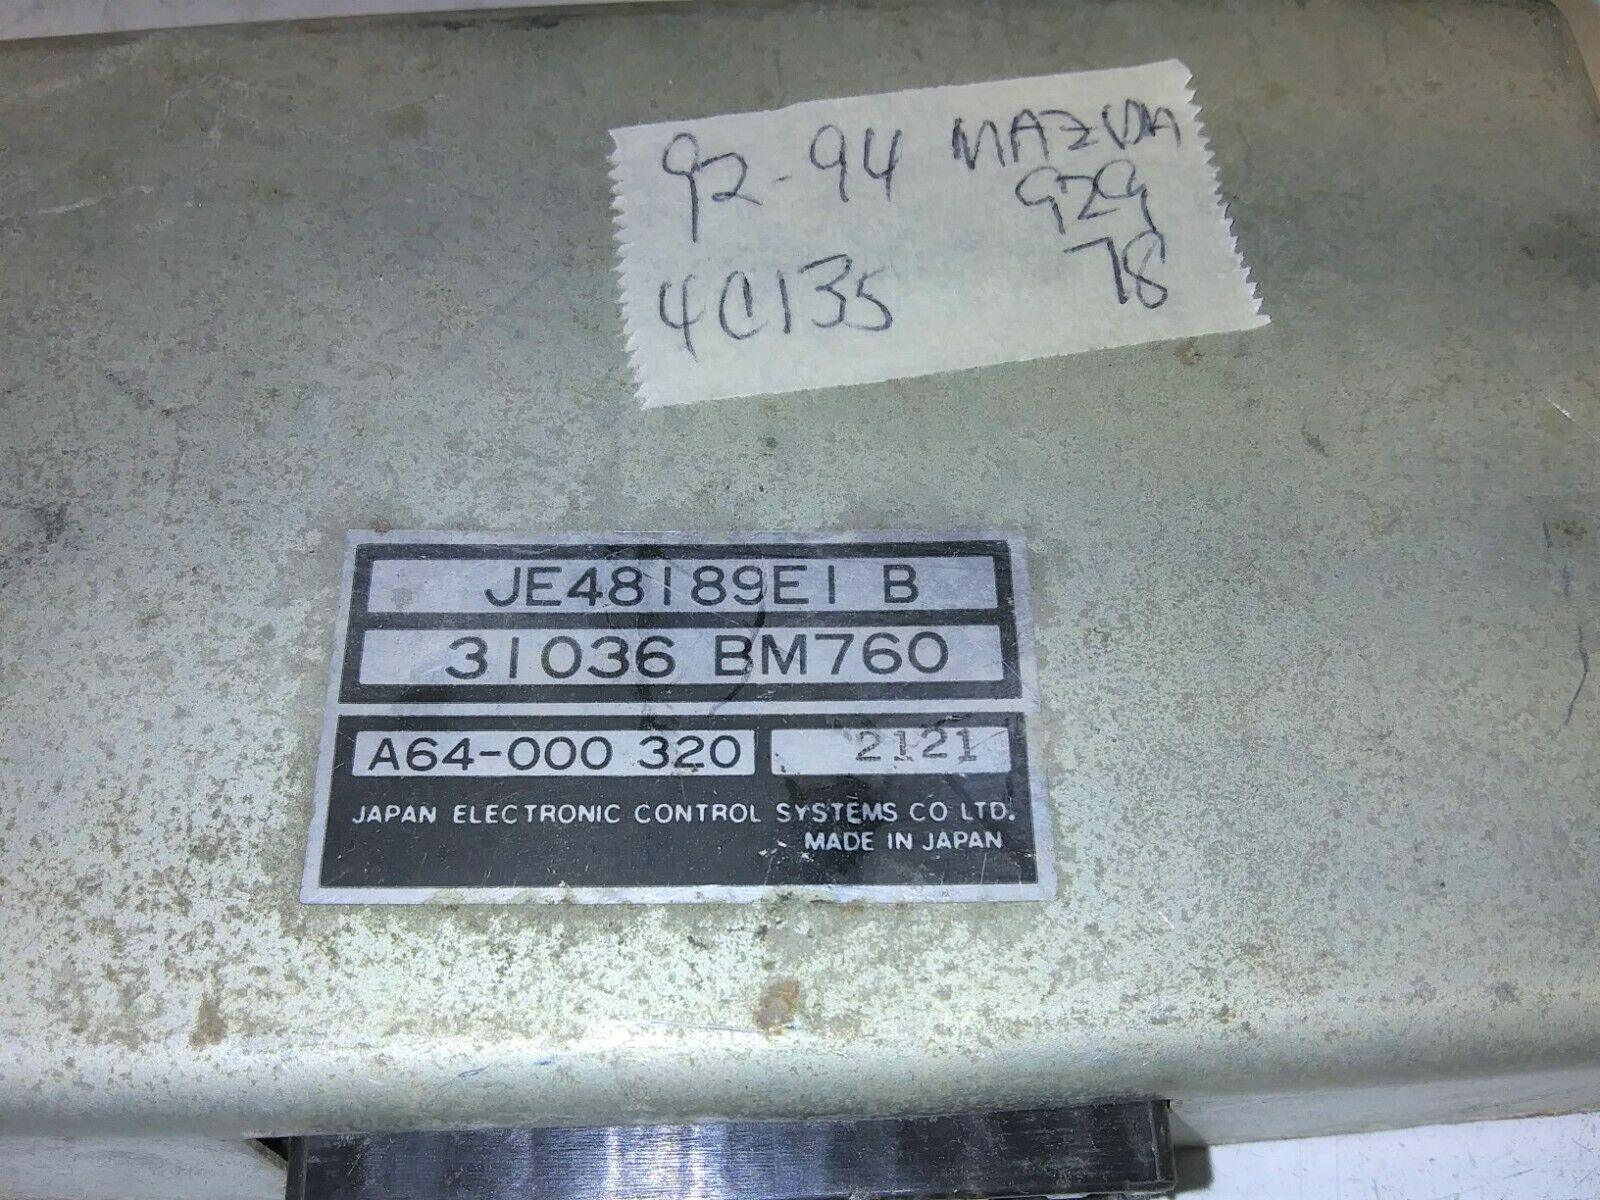 92-94 MAZDA
929
4C135 78
JE48189E1 B
31036 BM760
A64-000 320 2121
JAPAN ELECTRONIC CONTROL SYSTEMS CO LTD.
MADE IN JAPAN